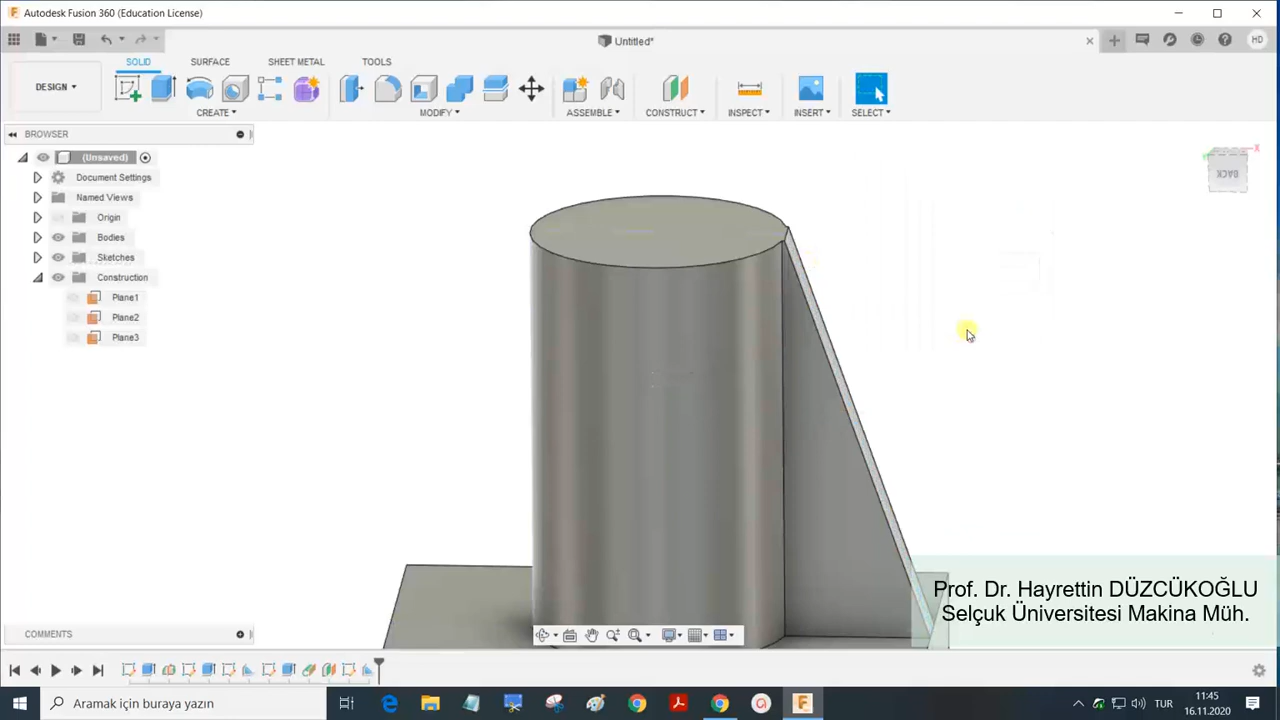 Autodesk Fusion 360 (Education License)
Untitled*
HD
DESIGN
SOLID
SURFACE
SHEET METAL
TOOLS
CREATE
MODIFY
ASSEMBLE
CONSTRUCT
INSPECT
INSERT
SELECT
BROWSER
(Unsaved)
Document Settings
Named Views
Origin
Bodies
Sketches
Construction
Plane1
Plane2
Plane3
BACK
X
Prof. Dr. Hayrettin DÜZCÜKOĞLU
Selçuk Üniversitesi Makina Müh.
COMMENTS
Aramak için buraya yazın
TUR
11:45
16.11.2020